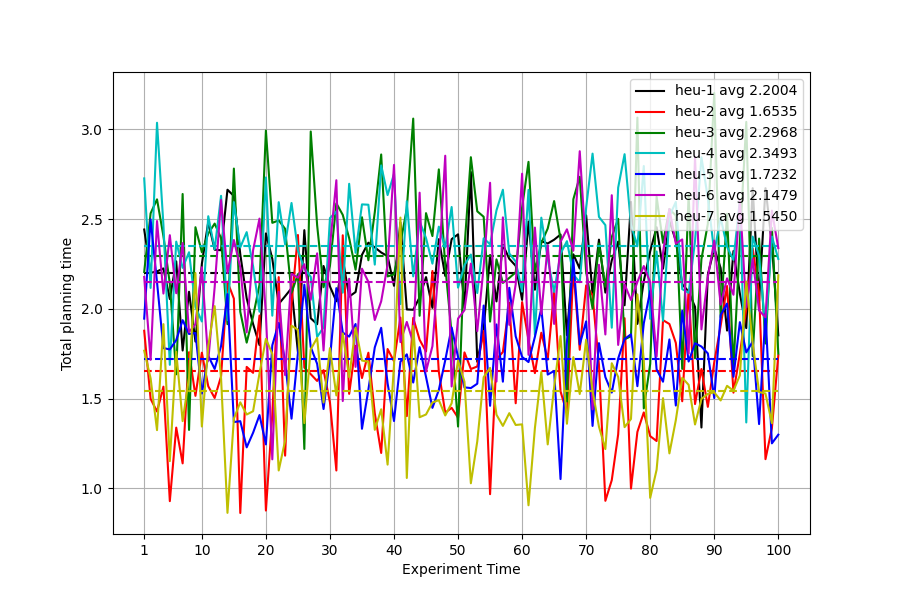 heu-1 avg 2.2004
heu-2 avg 1.6535
heu-3 avg 2.2968
heu-4 avg 2.3493
heu-5 avg 1.7232
heu-6 avg 2.1479
heu-7 avg 1.5450
Total planning time
3.0
2.5
2.0
1.5
1.0
1 10 20 30 40 50 60 70 80 90 100
Experiment Time